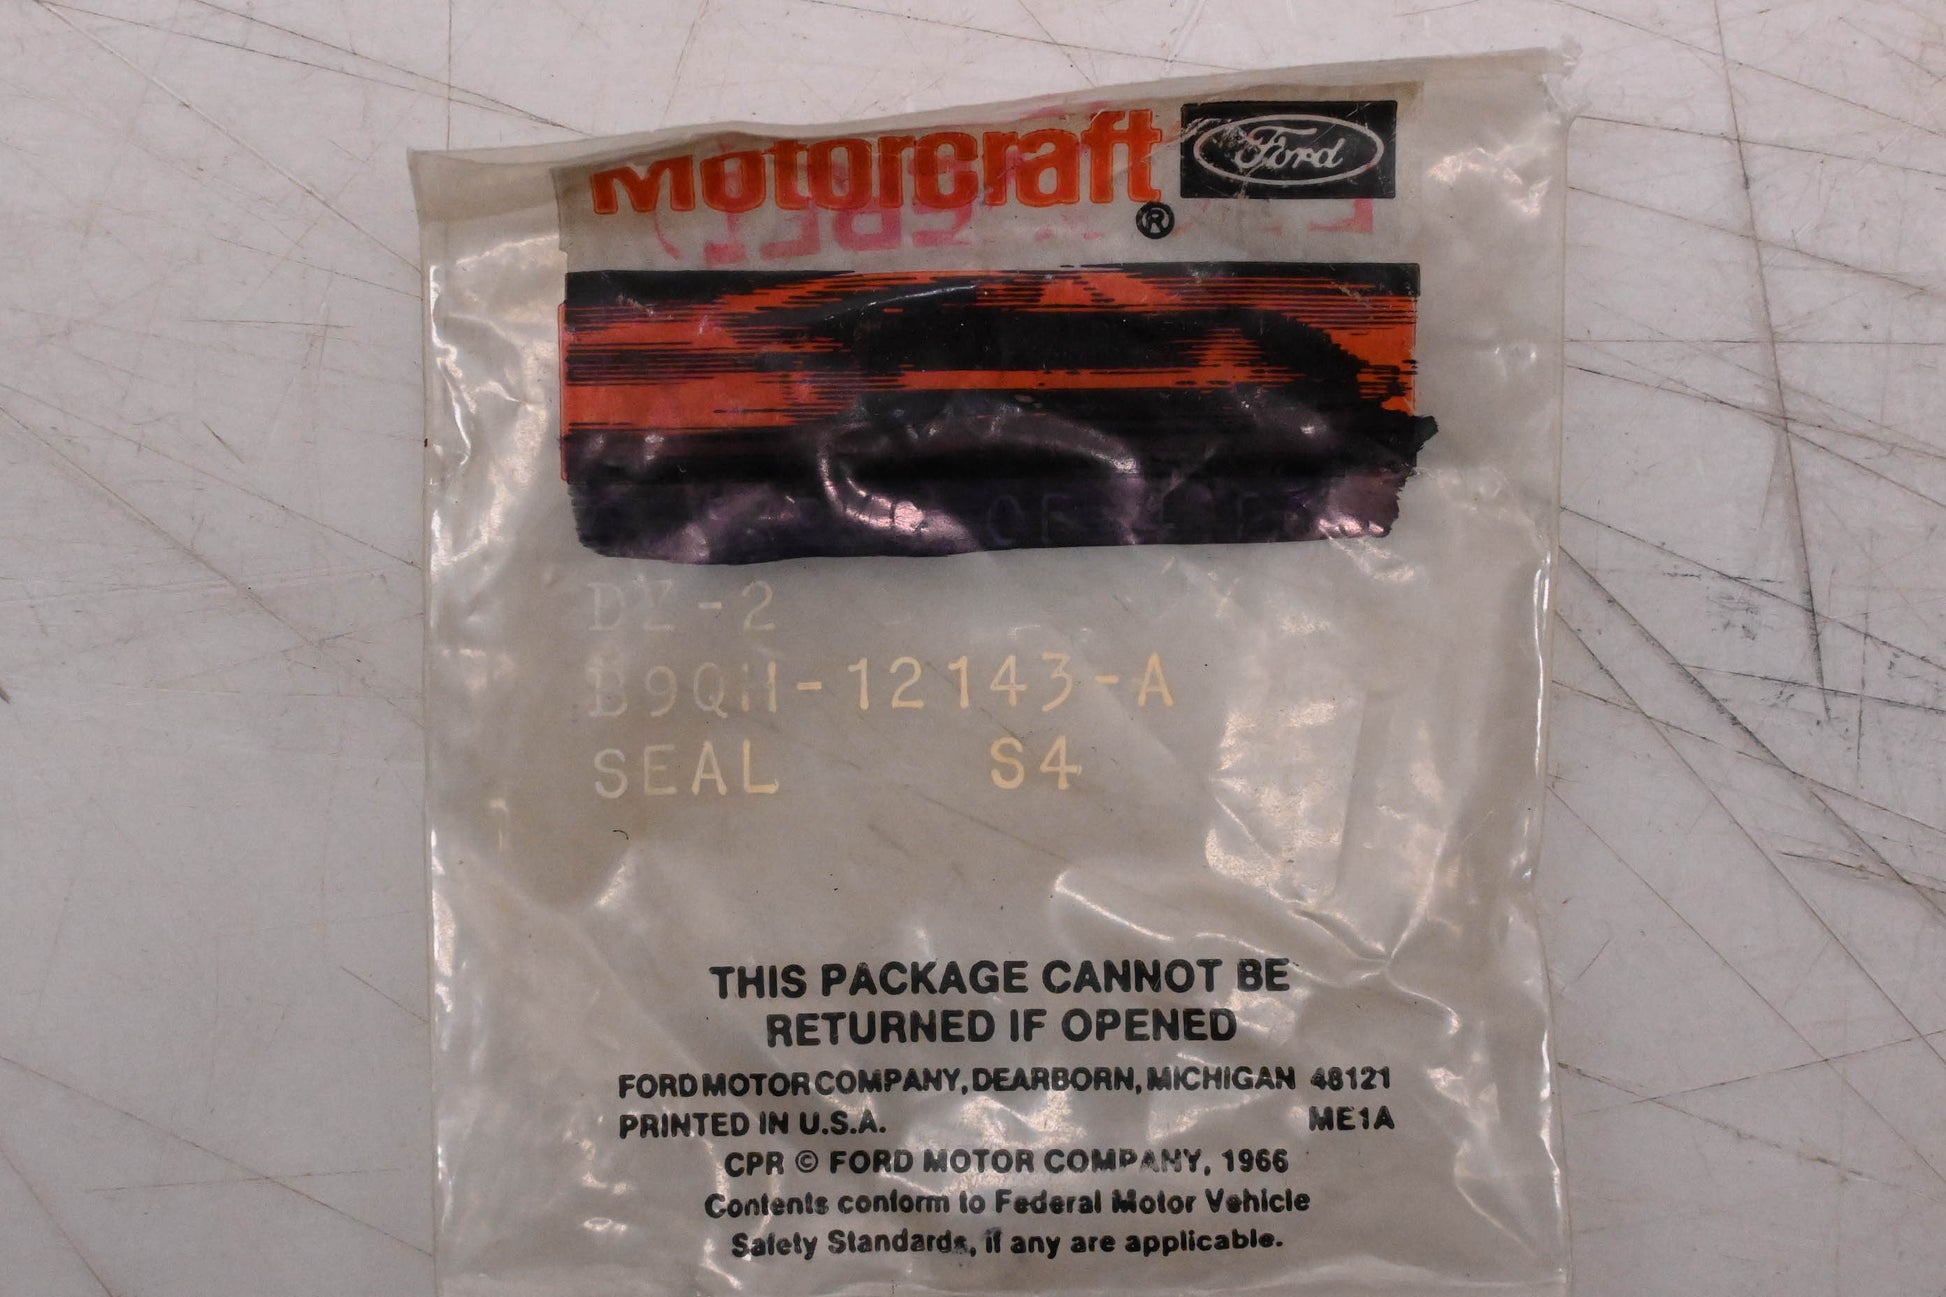 Motorcraft Ford
®
OF
DZ-2
B9QH-12143-A
SEAL S4
THIS PACKAGE CANNOT BE
RETURNED IF OPENED
FORD MOTOR COMPANY, DEARBORN, MICHIGAN 48121
PRINTED IN U.S.A. ME1A
CPR © FORD MOTOR COMPANY, 1966
Contents conform to Federal Motor Vehicle
Safety Standards, if any are applicable.